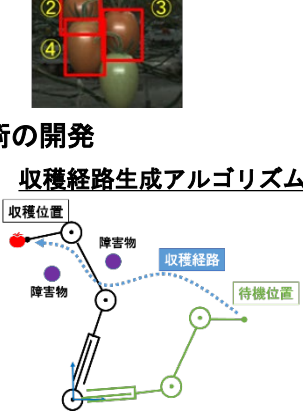 ②
③
④
術の開発
収穫経路生成アルゴリズム
収穫位置
障害物
収穫経路
障害物
待機位置